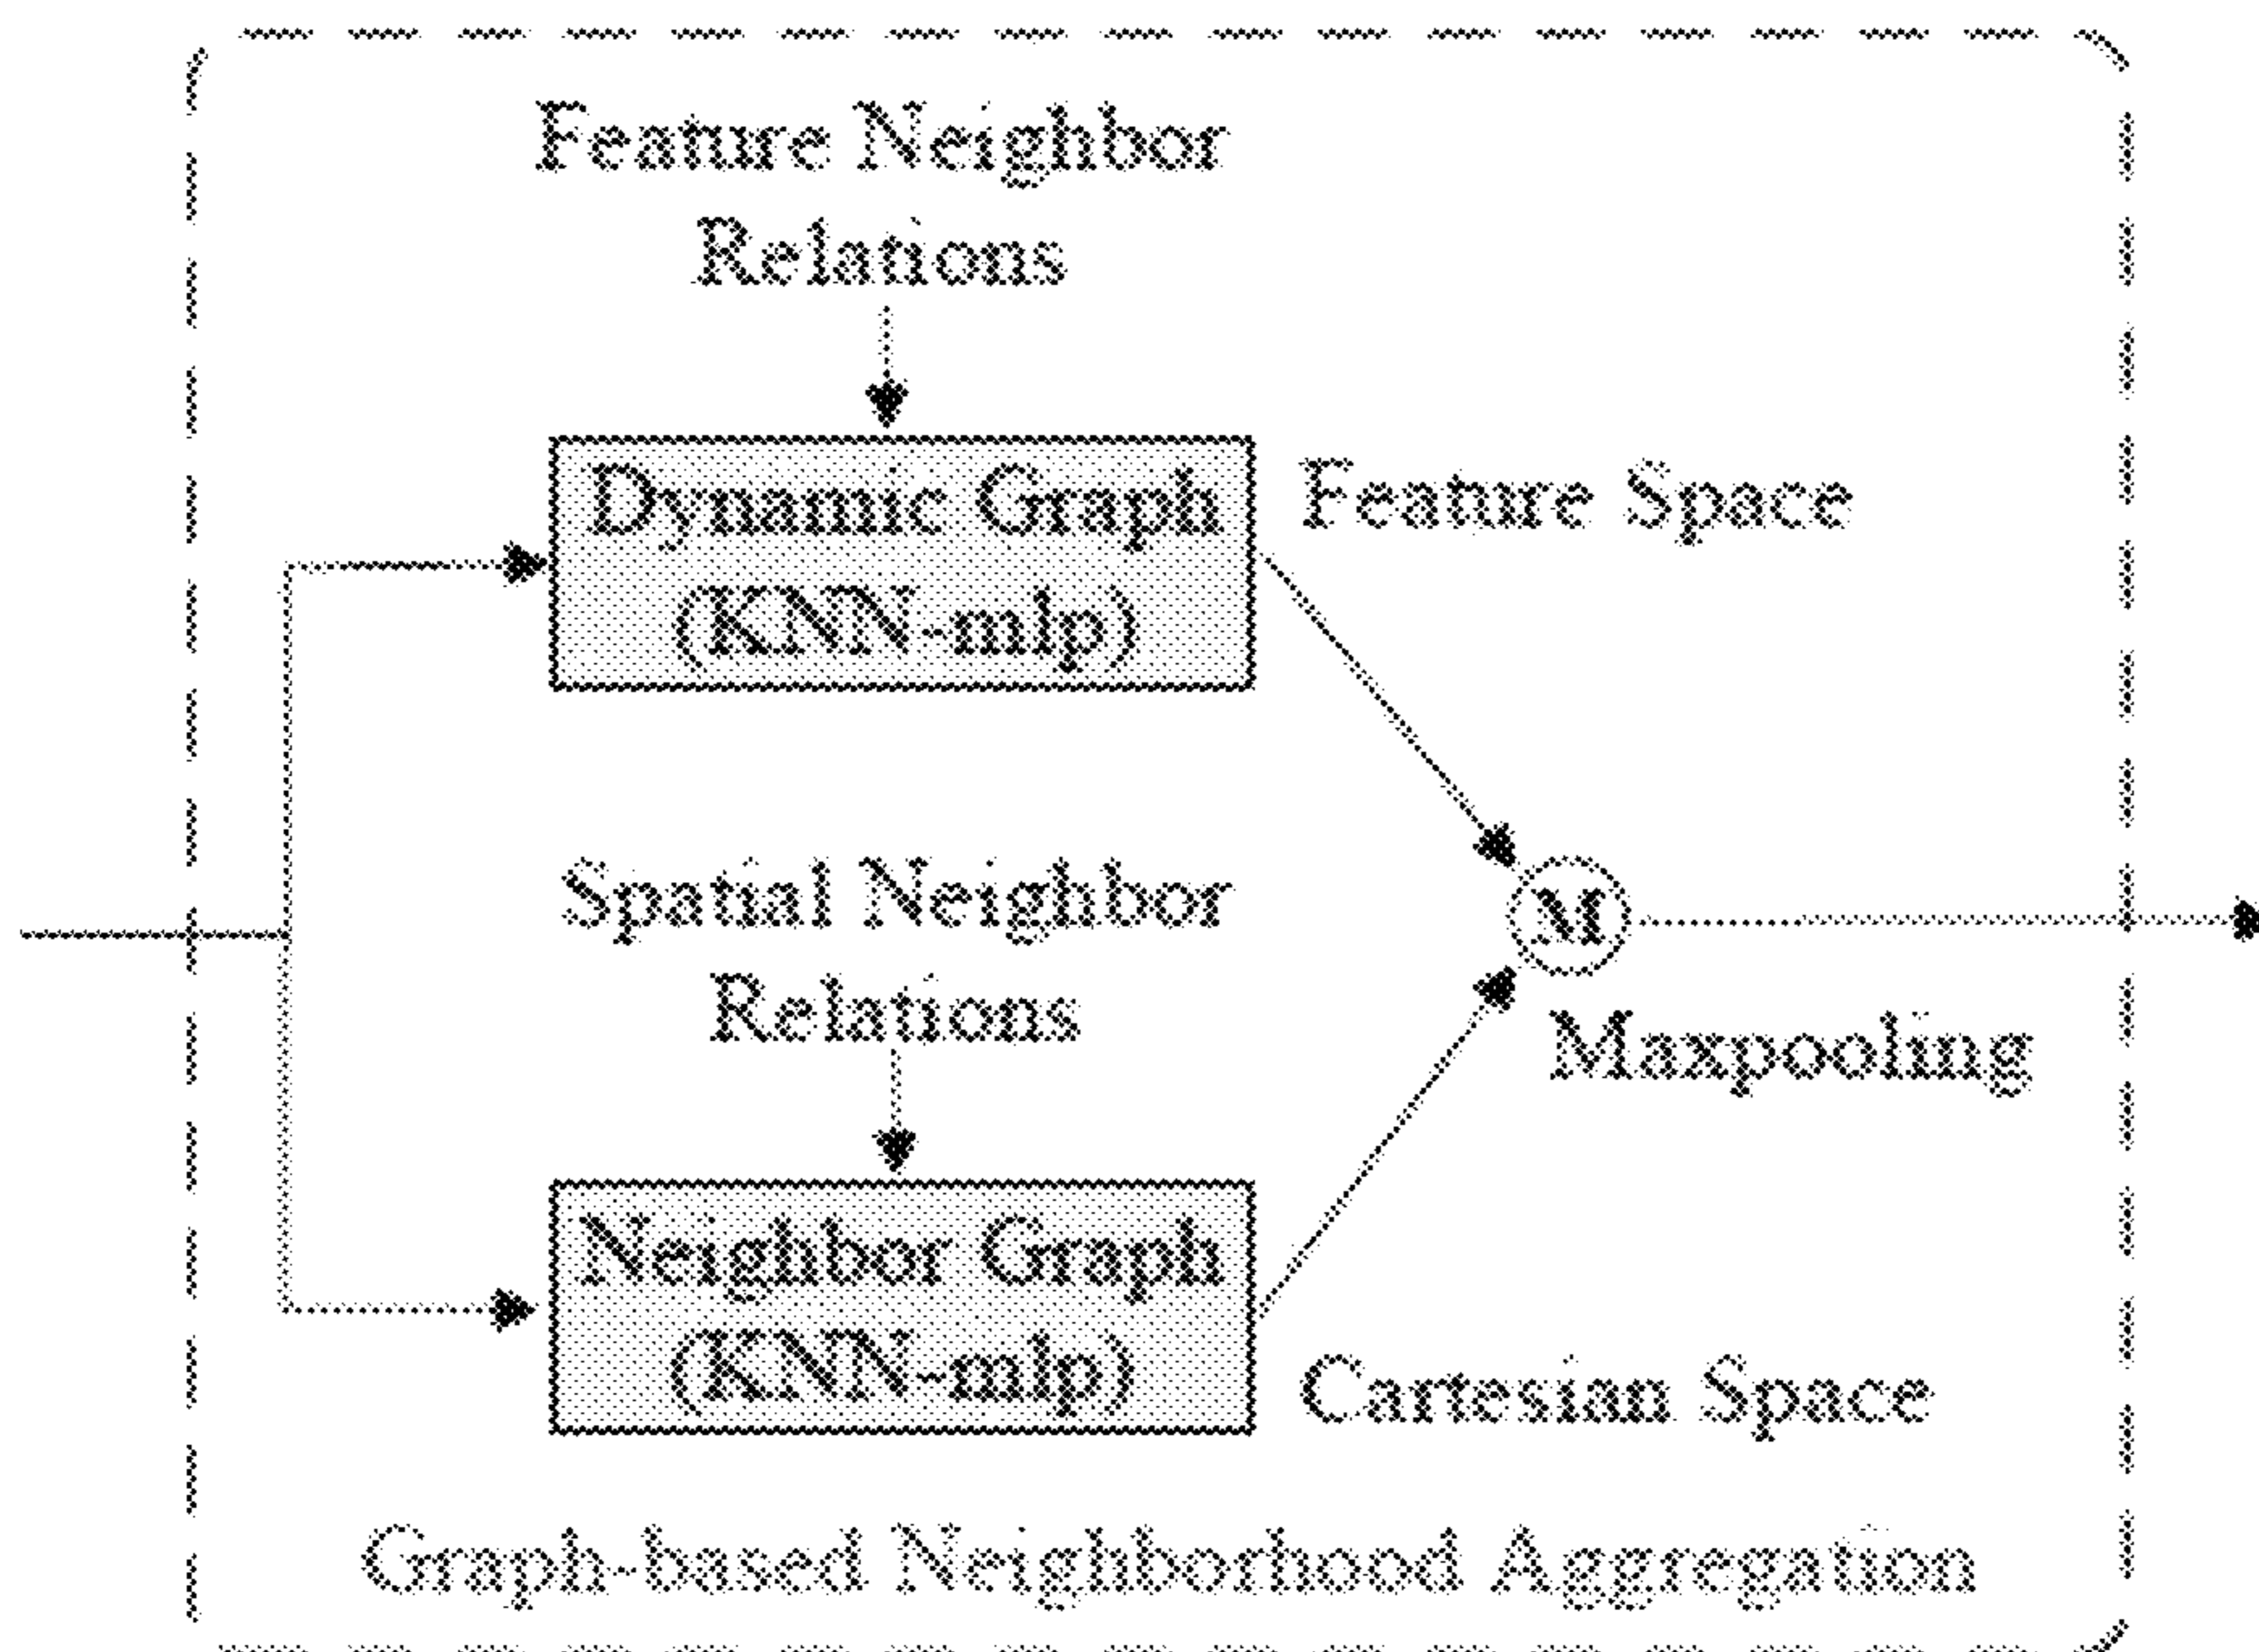 Feature Neighbor
Relations
Dynamic Graph
(KNN-mlp)
Feature Space
Spatial Neighbor
Relations
M
Maxpooling
Neighbor Graph
(KNN-mlp)
Cartesian Space
Graph-based Neighborhood Aggregation